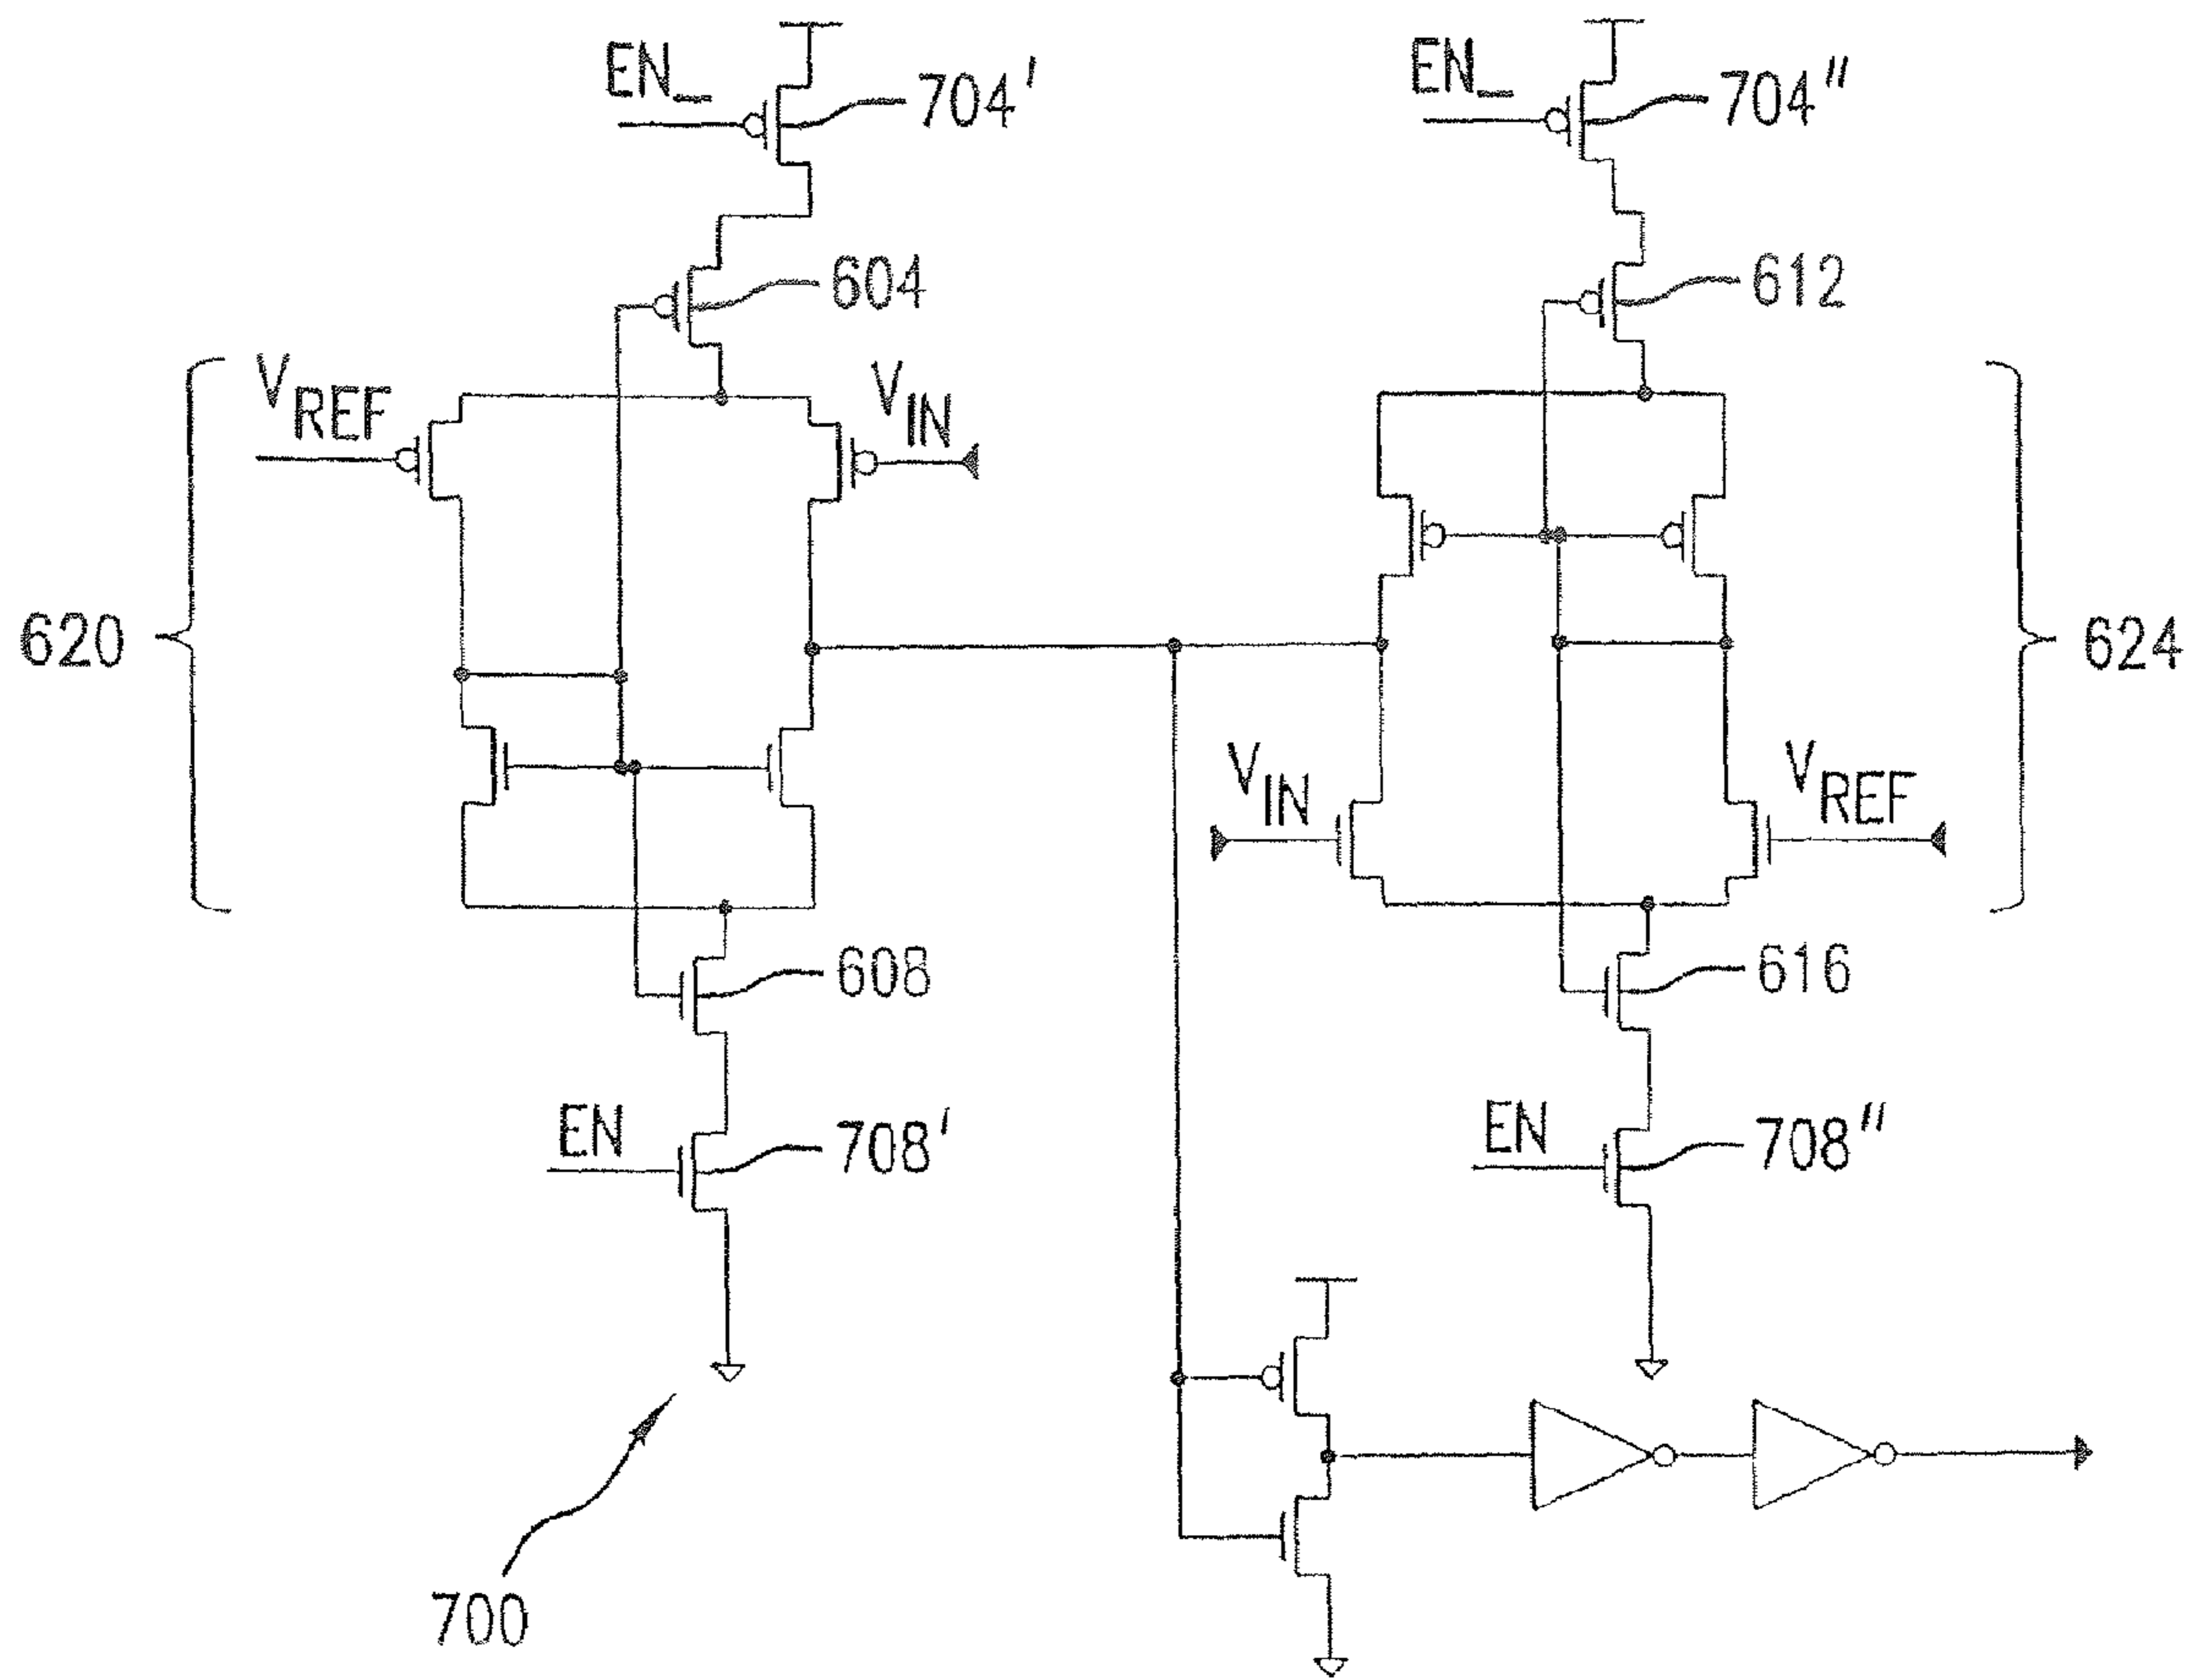 EN_
704'
EN_
704"
604
612
VREF
VIN
620
624
VIN
VREF
608
616
EN
708'
EN
708"
700